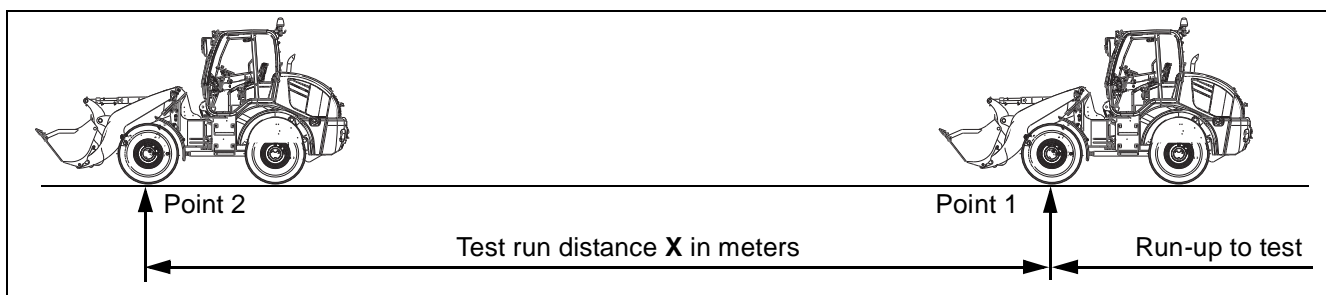 Point 2
Point 1
Test run distance X in meters
Run-up to test